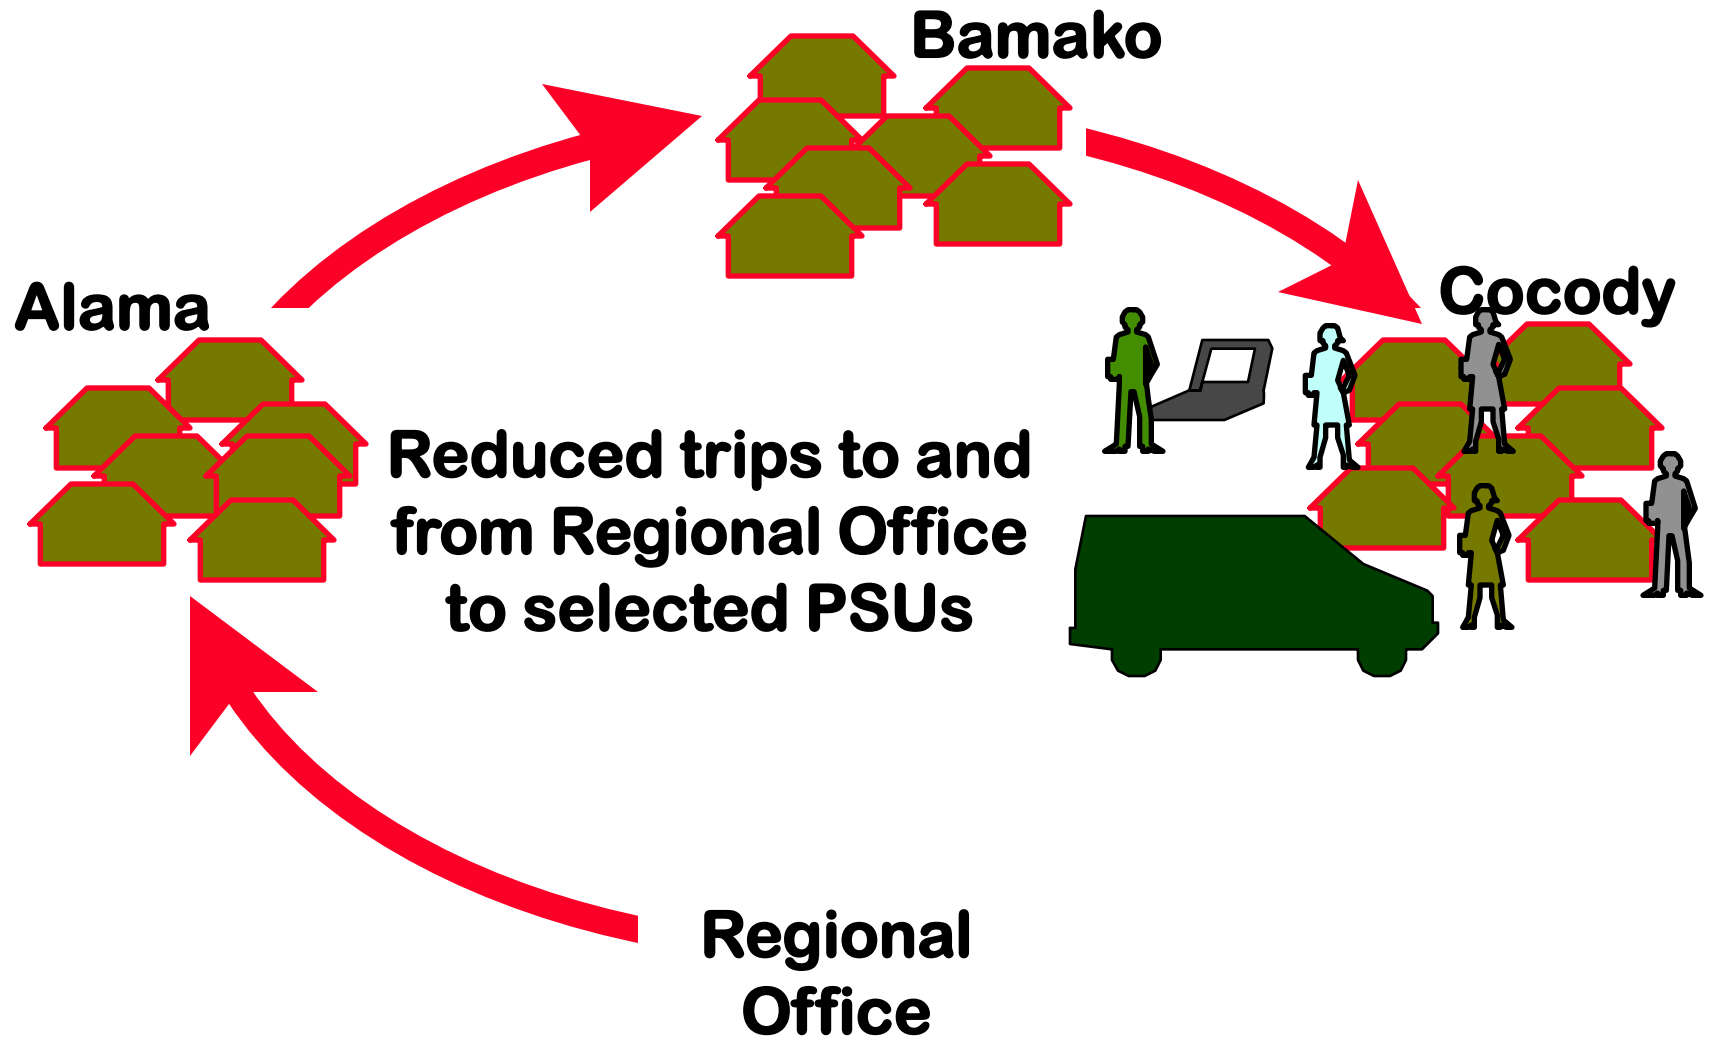 Bamako
Alama
Cocody
Reduced trips to and
from Regional Office
to selected PSUs
Regional
Office